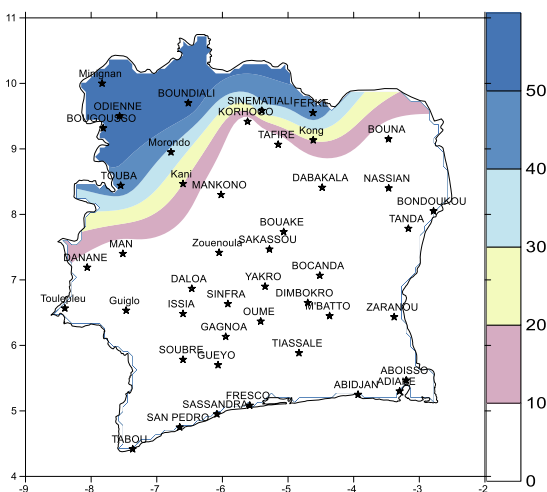 11
Minignan
10
50
BOUNDIALI
SINEMATIALI FERKE
ODIENNE
KORHOGO
BOUGOUSSO
Kong
BOUNA
TAFIRE
9
Morondo
40
TOUBA
Kani
MANKONO
DABAKALA
NASSIAN
BONDOUKOU
8
TANDA
BOUAKE
MAN
Zouenoula
SAKASSOU
30
DANANE
7
BOCANDA
DALOA
YAKRO
Toulepleu
Guiglo
ISSIA
SINFRA
DIMBOKRO
M'BATTO
ZARANOU
OUME
20
GAGNOA
6
TIASSALE
SOUBRE
GUEYO
ABOISSO
ADIAKE
ABIDJAN
10
FRESCO
SASSANDRA
5
SAN PEDRO
TABOU
4
0
-9 -8 -7 -6 -5 -4 -3 -2